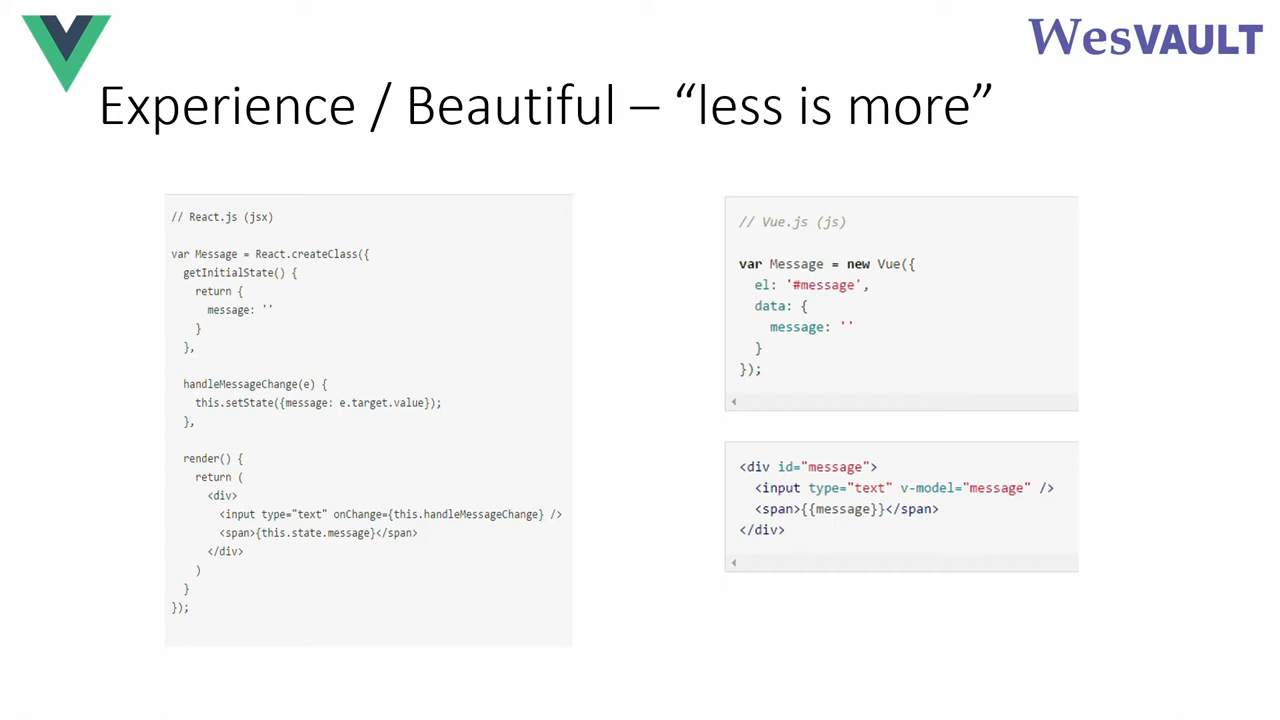 WesVAULT
Experience / Beautiful – “less is more”
// React.js (jsx)
var Message = React.createClass({
  getInitialState() {
    return {
      message: ''
    }
  },
  handleMessageChange(e) {
    this.setState({message: e.target.value});
  },
  render() {
    return (
      <div>
        <input type="text" onChange={this.handleMessageChange} />
        <span>{this.state.message}</span>
      </div>
    )
  }
});
// Vue.js (js)
var Message = new Vue({
  el: '#message',
  data: {
    message: ''
  }
});
<div id="message">
  <input type="text" v-model="message" />
  <span>{{message}}</span>
</div>